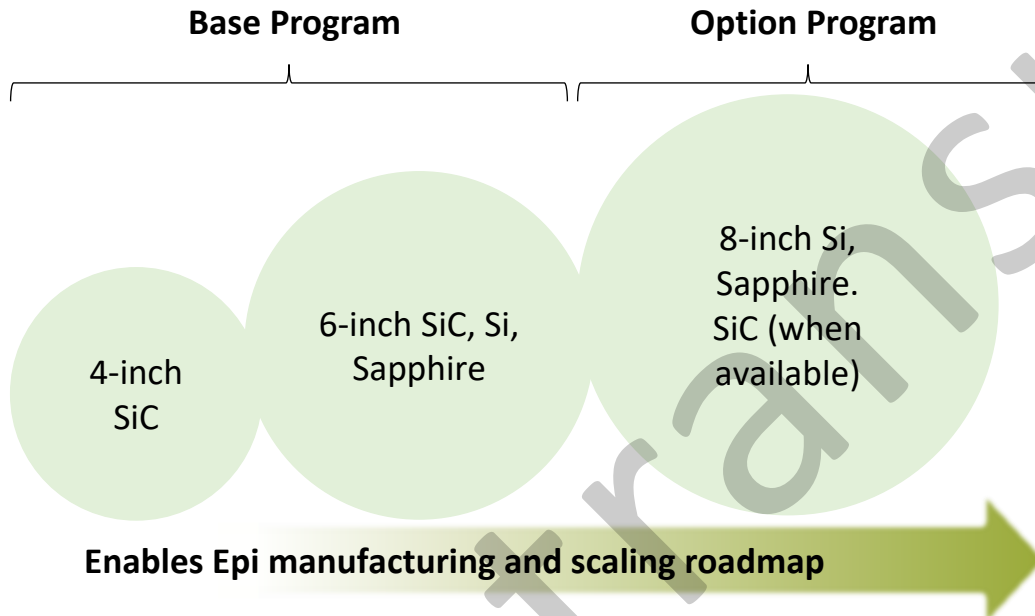 Base Program
Option Program
4-inch
SiC
6-inch SiC, Si,
Sapphire
8-inch Si,
Sapphire.
SiC (when
available)
Enables Epi manufacturing and scaling roadmap
trans